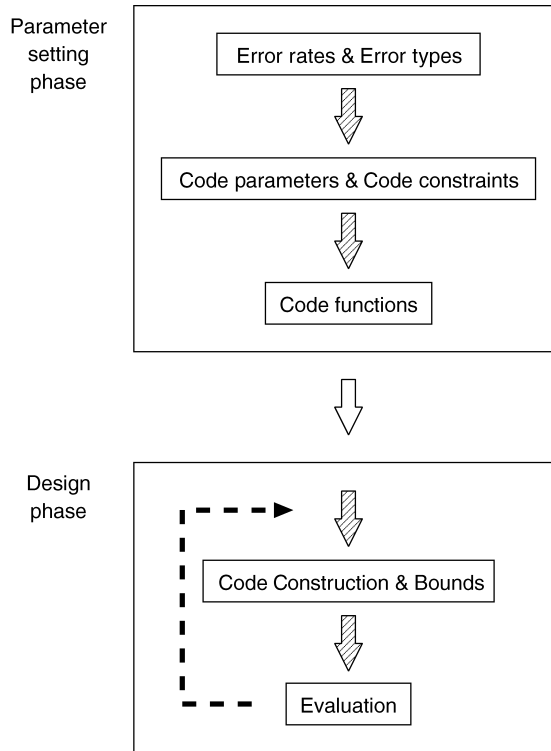 Parameter
setting
phase
Error rates & Error types
Code parameters & Code constraints
Code functions
Design
phase
Code Construction & Bounds
Evaluation